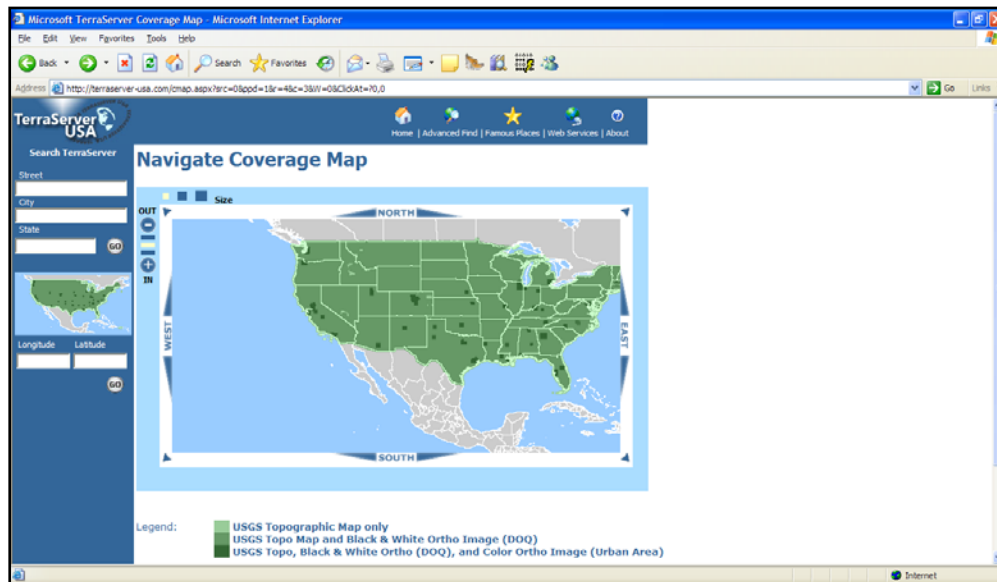 Microsoft TerraServer Coverage Map - Microsoft Internet Explorer
File Edit View Favorites Tools Help
Back Search Favorites
Address http://terraserver-usa.com/cmap.aspx?src=0&ppd=1&r=4&c=3&W=0&ClickAt=?0,0 Go Links
TerraServer USA
Home | Advanced Find | Famous Places | Web Services | About
Search TerraServer
Street
City
State
GO
Longitude Latitude
GO
Navigate Coverage Map
Size
OUT
IN
NORTH
WEST
EAST
SOUTH
Legend:
USGS Topographic Map only
USGS Topo Map and Black & White Ortho Image (DOQ)
USGS Topo, Black & White Ortho (DOQ), and Color Ortho Image (Urban Area)
Internet